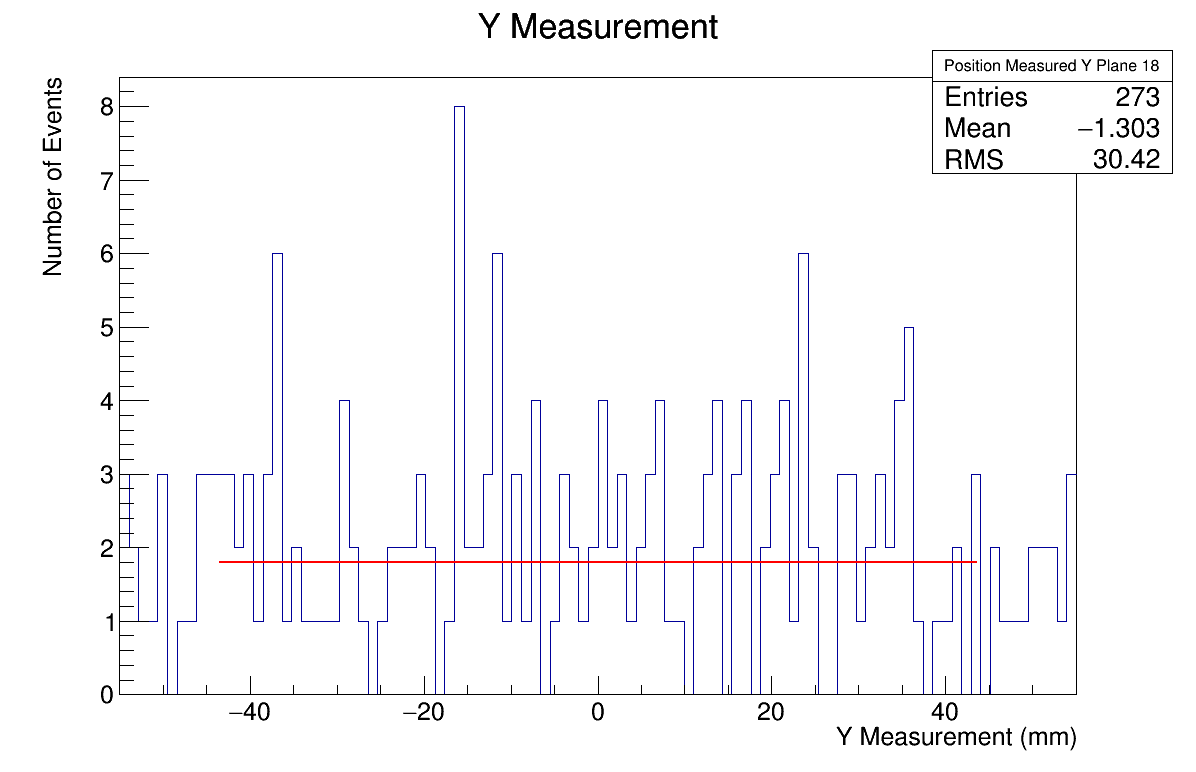 Y Measurement
Position Measured Y Plane 18
Entries 273
Mean −1.303
RMS 30.42
Number of Events
8
7
6
5
4
3
2
1
0
−40 −20 0 20 40
Y Measurement (mm)